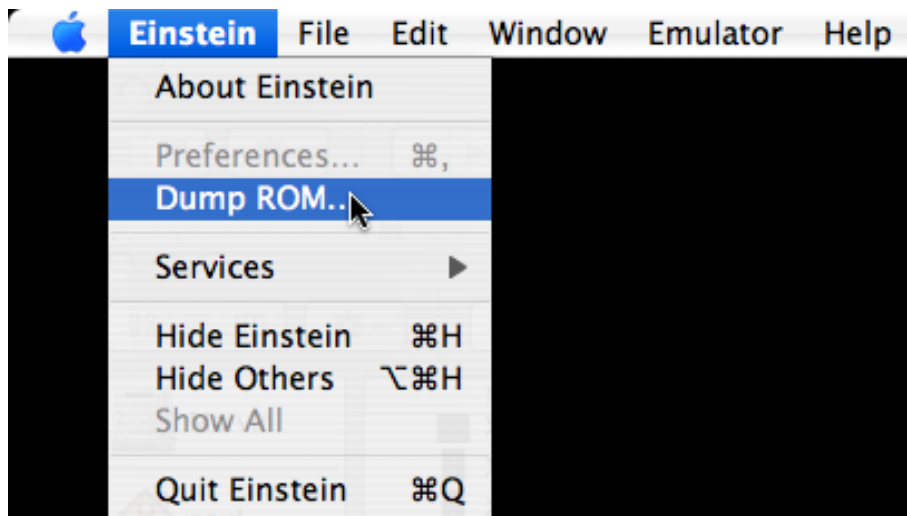 Einstein File Edit Window Emulator Help
About Einstein
Preferences... ⌘,
Dump ROM...
Services ▶
Hide Einstein ⌘H
Hide Others ⌥⌘H
Show All
Quit Einstein ⌘Q